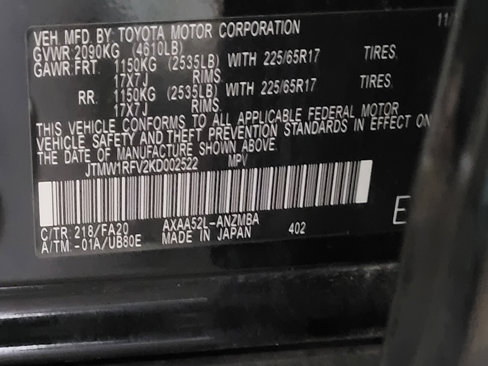 VEH MFD BY: TOYOTA MOTOR CORPORATION 11/
GVWR 2090KG (4610LB)
GAWR FRT 1150KG (2535LB) WITH 225/65R17 TIRES,
17X7J RIMS,
RR 1150KG (2535LB) WITH 225/65R17 TIRES,
17X7J RIMS,
THIS VEHICLE CONFORMS TO ALL APPLICABLE FEDERAL MOTOR
VEHICLE SAFETY AND THEFT PREVENTION STANDARDS IN EFFECT ON
THE DATE OF MANUFACTURE SHOWN ABOVE.
JTMW1RFV2KD002522 MPV
C/TR 218/FA20 AXAA52L-ANZMBA
A/TM -01A/UB80E MADE IN JAPAN 402
E